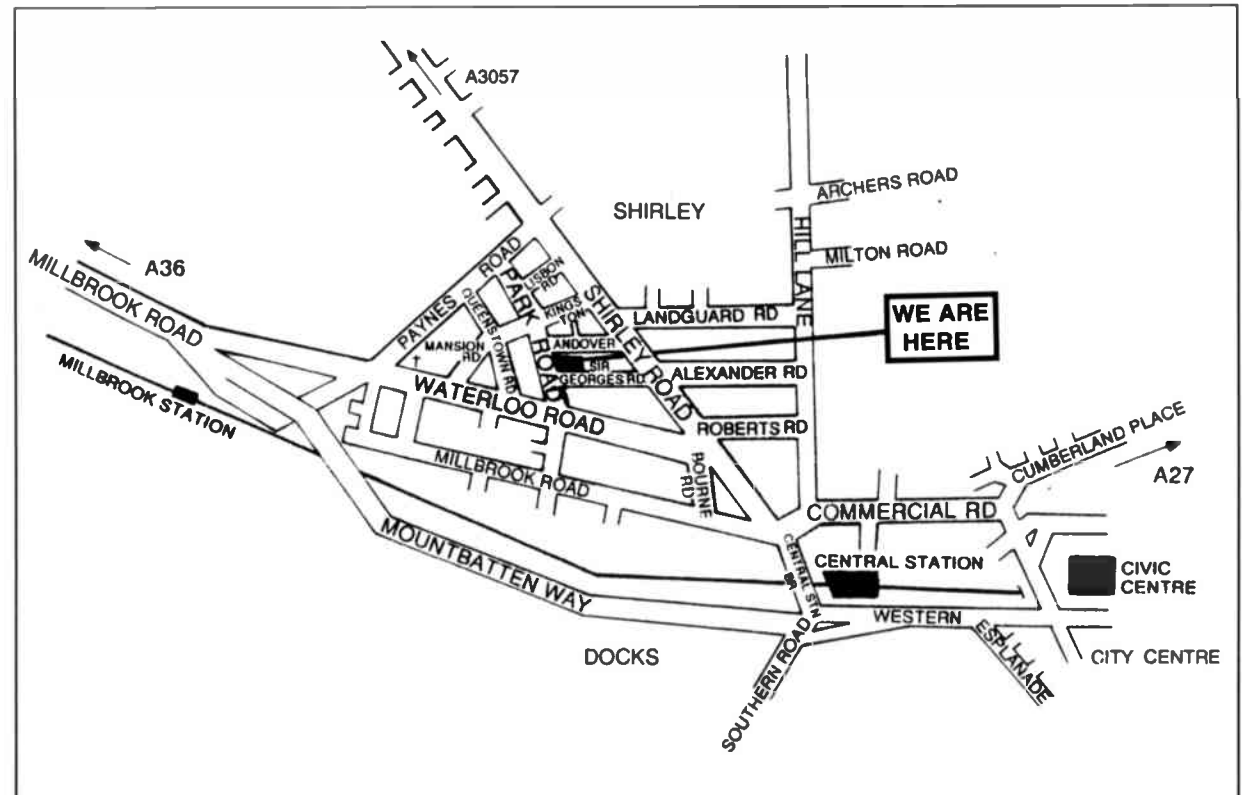 A3057
SHIRLEY
ARCHERS ROAD
HILL LANE
MILTON ROAD
A36
MILLBROOK ROAD
PAYNES ROAD
LISBON RD
PARK ROAD
KINGSTON
QUEENSTOWN RD
SHIRLEY ROAD
LANDGUARD RD
WE ARE
HERE
MANSION RD
ANDOVER
SIR
GEORGES RD
ALEXANDER RD
MILLBROOK STATION
WATERLOO ROAD
ROBERTS RD
MILLBROOK ROAD
BOURNE RD
CUMBERLAND PLACE
A27
COMMERCIAL RD
MOUNTBATTEN WAY
CENTRAL STN
BR
CENTRAL STATION
CIVIC
CENTRE
WESTERN
ESPLANADE
DOCKS
SOUTHERN ROAD
CITY CENTRE